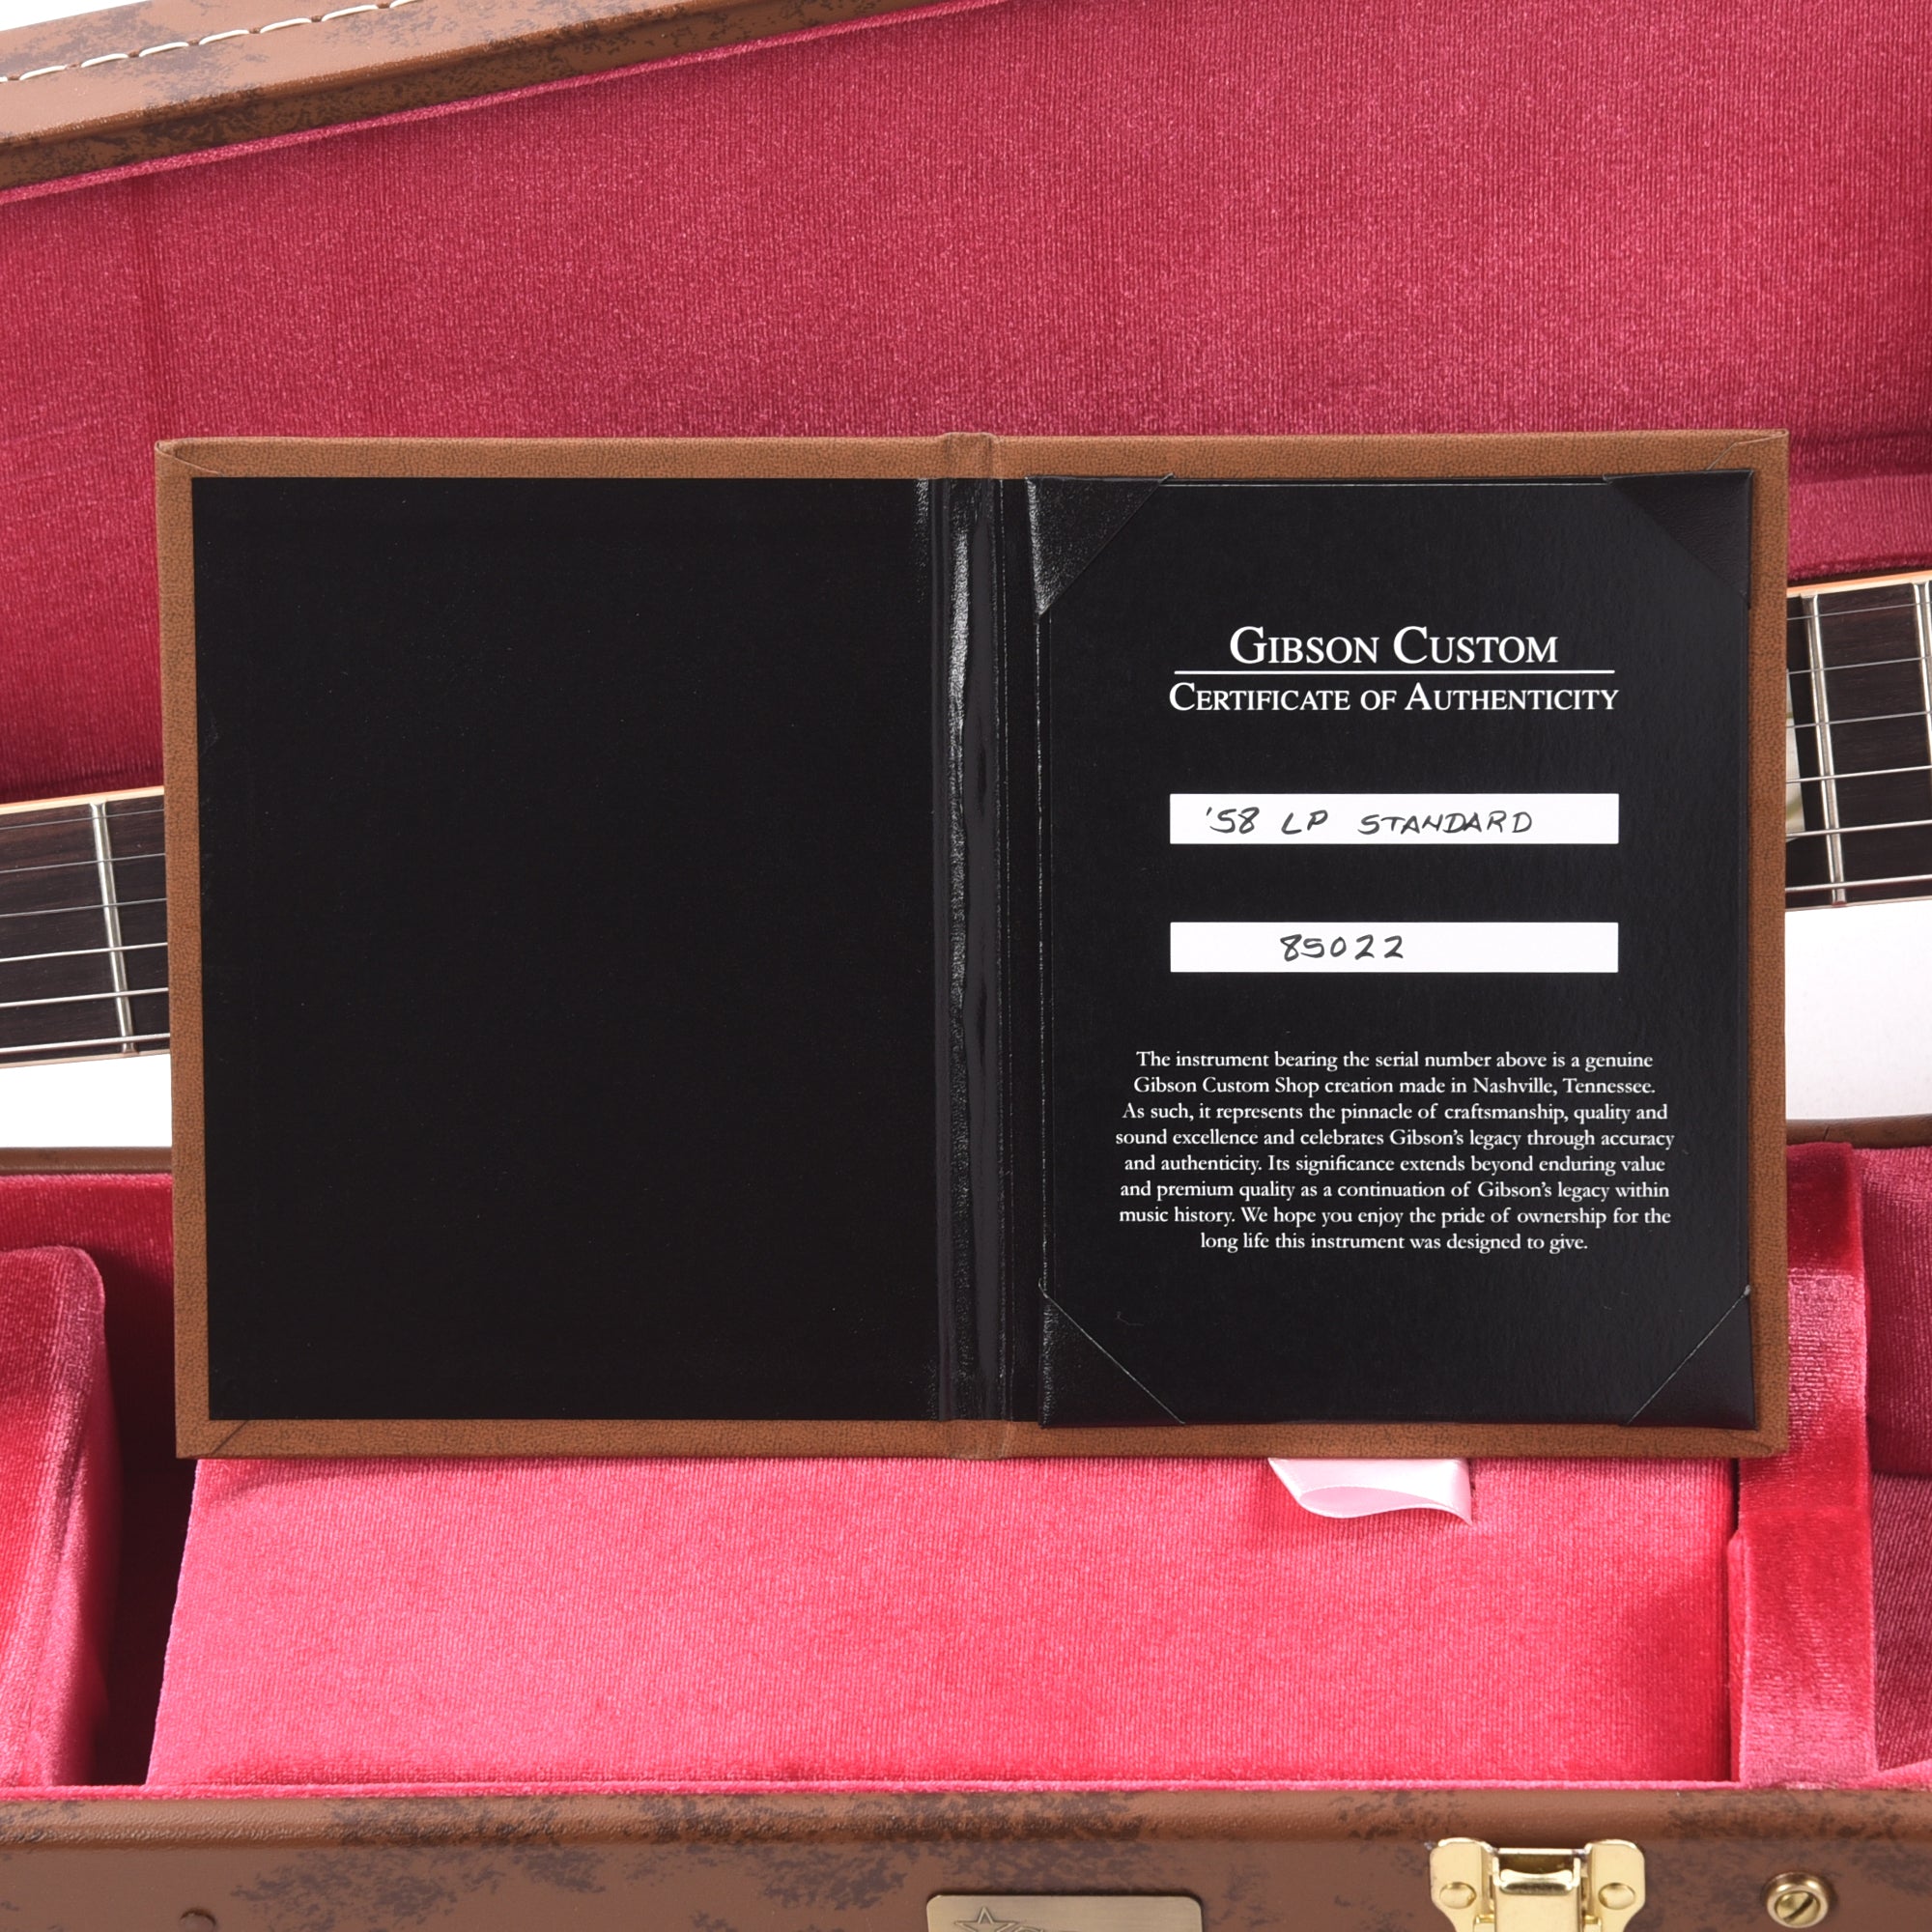 GIBSON CUSTOM
CERTIFICATE OF AUTHENTICITY
'58 LP STANDARD
85022
The instrument bearing the serial number above is a genuine
Gibson Custom Shop creation made in Nashville, Tennessee.
As such, it represents the pinnacle of craftsmanship, quality and
sound excellence and celebrates Gibson's legacy through accuracy
and authenticity. Its significance extends beyond enduring value
and premium quality as a continuation of Gibson's legacy within
music history. We hope you enjoy the pride of ownership for the
long life this instrument was designed to give.